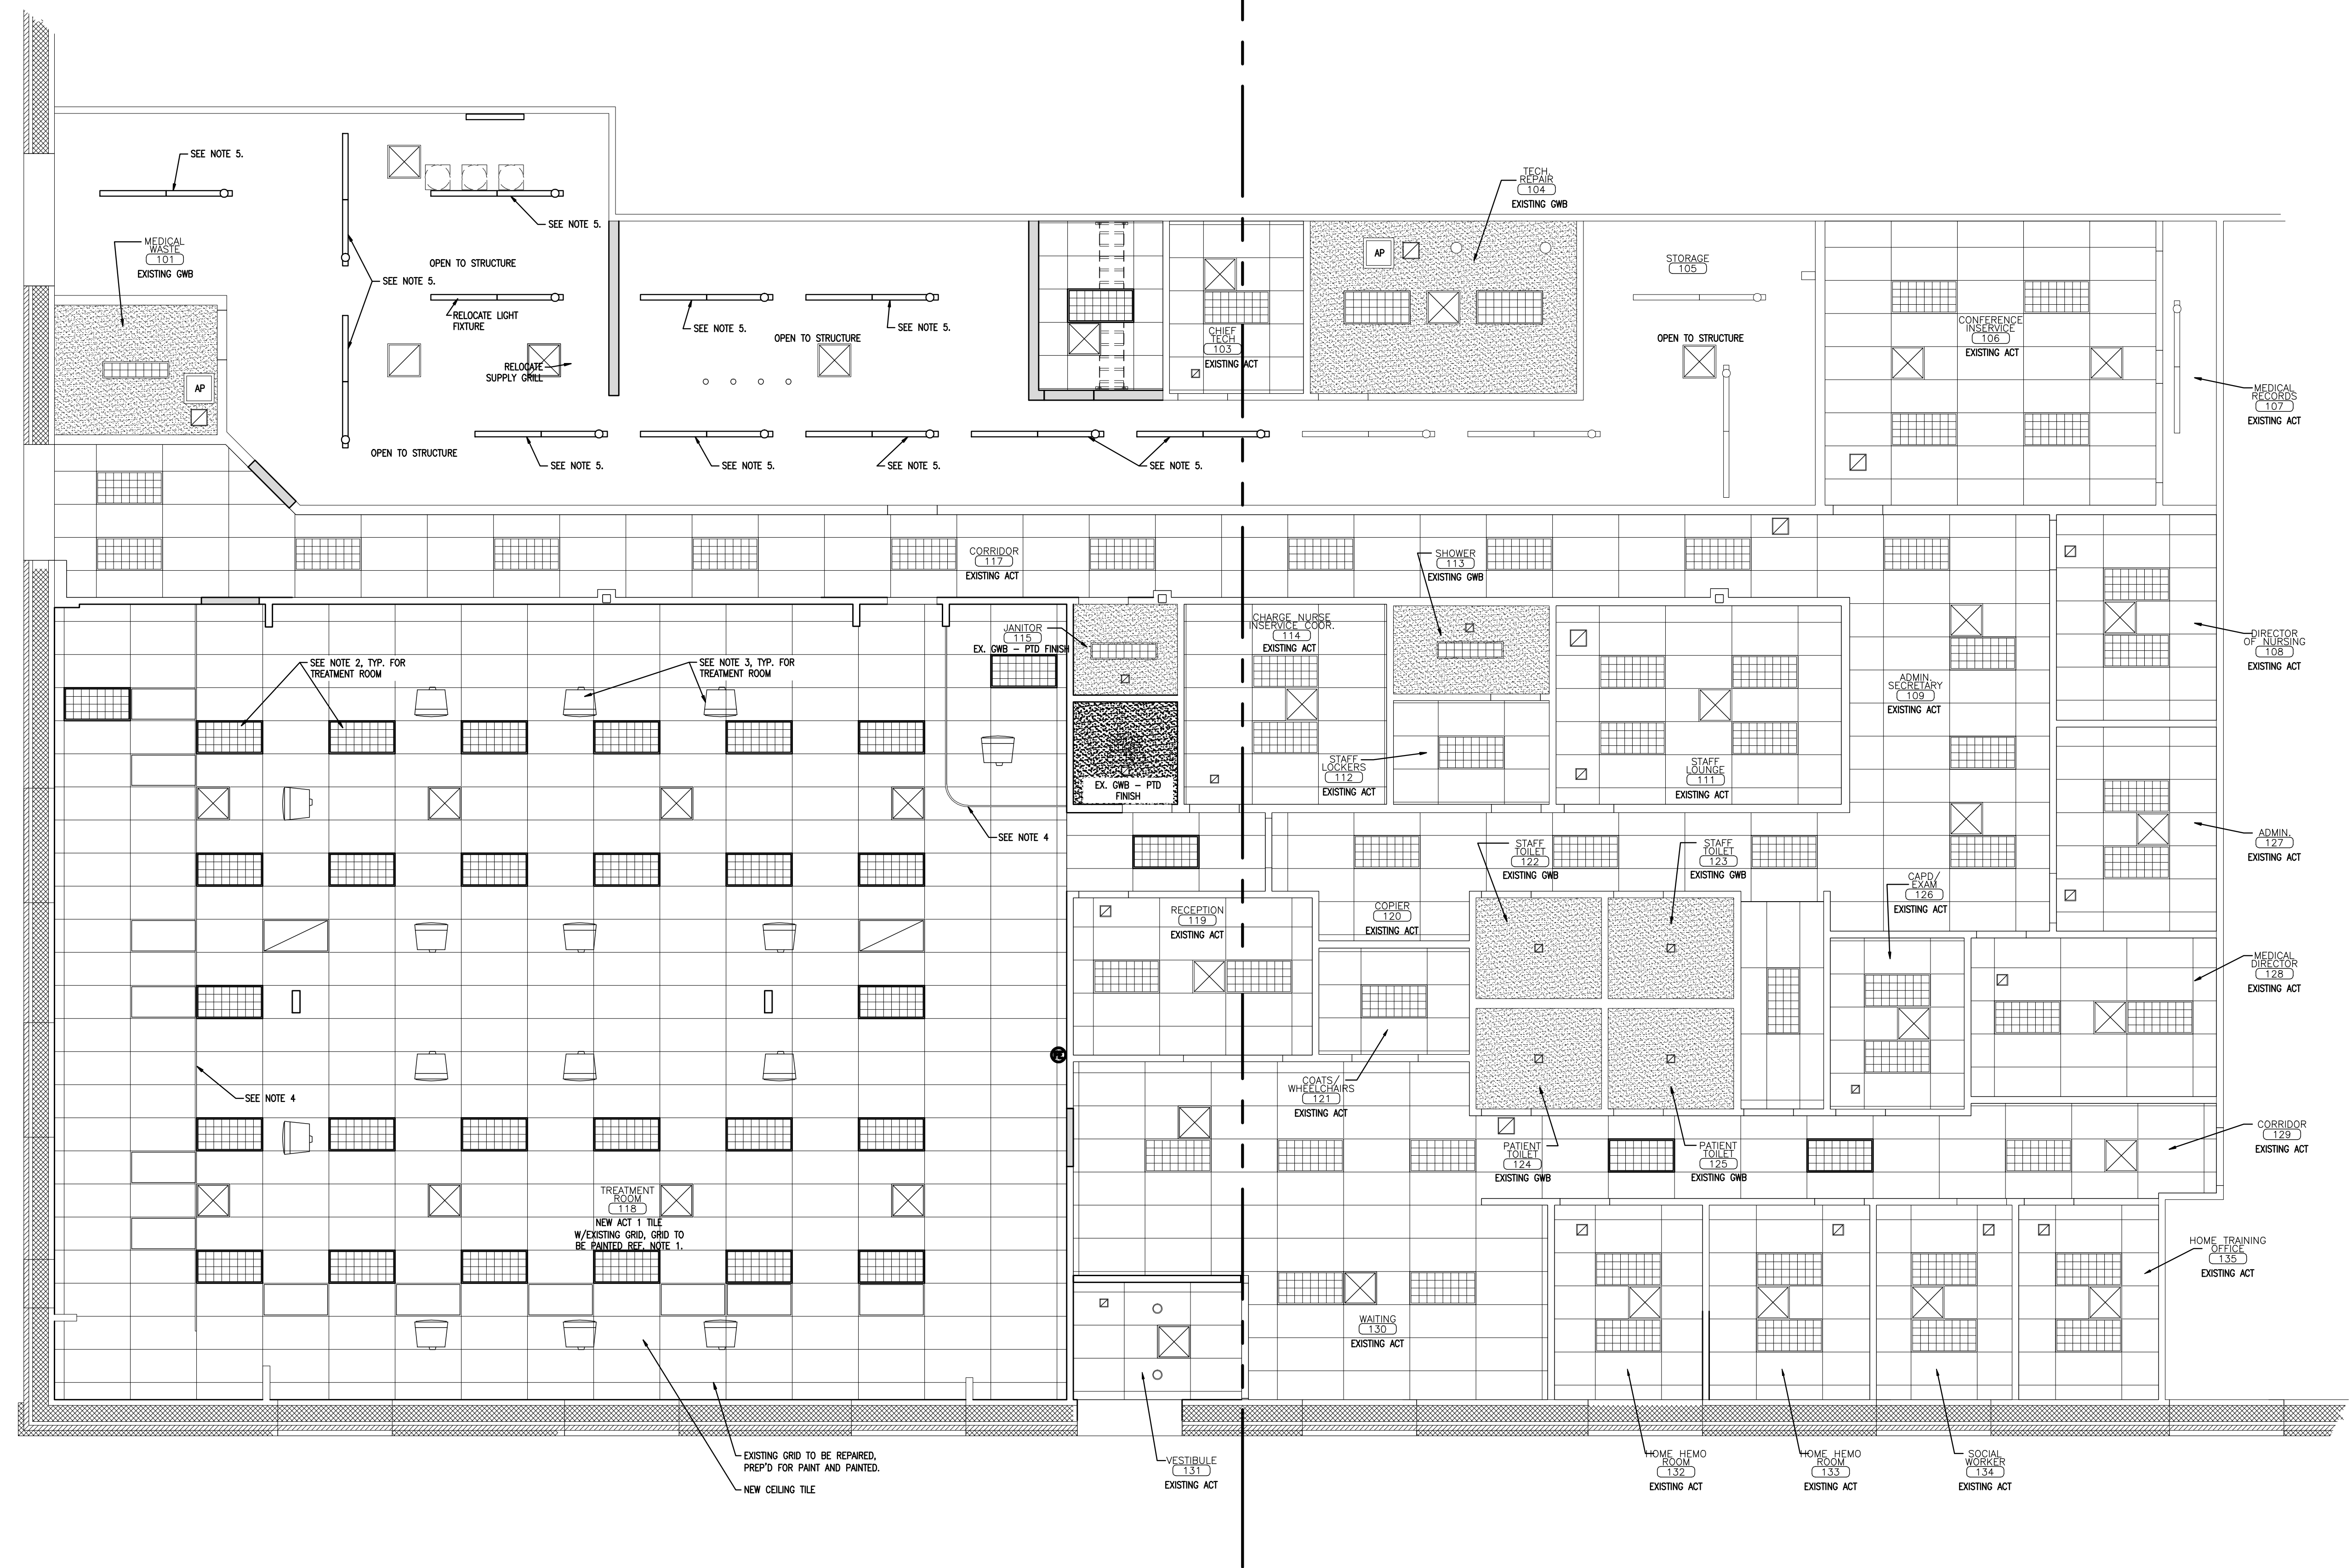 SEE NOTE 5.
SEE NOTE 5.
MEDICAL
WASTE
101
EXISTING GWB
OPEN TO STRUCTURE
SEE NOTE 5.
RELOCATE LIGHT
FIXTURE
RELOCATE
SUPPLY GRILL
AP
OPEN TO STRUCTURE
SEE NOTE 5.
SEE NOTE 5.
OPEN TO STRUCTURE
SEE NOTE 5.
SEE NOTE 5.
SEE NOTE 5.
SEE NOTE 5.
CHIEF
TECH
103
EXISTING ACT
TECH.
REPAIR
104
EXISTING GWB
AP
STORAGE
105
OPEN TO STRUCTURE
CONFERENCE
INSERVICE
106
EXISTING ACT
MEDICAL
RECORDS
107
EXISTING ACT
CORRIDOR
117
EXISTING ACT
SHOWER
113
EXISTING GWB
JANITOR
115
EX. GWB - PTD FINISH
CHARGE NURSE
INSERVICE COOR.
114
EXISTING ACT
DIRECTOR
OF NURSING
108
EXISTING ACT
SEE NOTE 2, TYP. FOR
TREATMENT ROOM
SEE NOTE 3, TYP. FOR
TREATMENT ROOM
ADMIN.
SECRETARY
109
EXISTING ACT
EX. GWB - PTD
FINISH
STAFF
LOCKERS
112
EXISTING ACT
STAFF
LOUNGE
111
EXISTING ACT
SEE NOTE 4
STAFF
TOILET
122
EXISTING GWB
STAFF
TOILET
123
EXISTING GWB
ADMIN.
127
EXISTING ACT
CAPD/
EXAM
126
EXISTING ACT
RECEPTION
119
EXISTING ACT
COPIER
120
EXISTING ACT
MEDICAL
DIRECTOR
128
EXISTING ACT
SEE NOTE 4
COATS/
WHEELCHAIRS
121
EXISTING ACT
PATIENT
TOILET
124
EXISTING GWB
PATIENT
TOILET
125
EXISTING GWB
CORRIDOR
129
EXISTING ACT
TREATMENT
ROOM
118
NEW ACT 1 TILE
W/EXISTING GRID, GRID TO
BE PAINTED REF. NOTE 1.
HOME TRAINING
OFFICE
135
EXISTING ACT
WAITING
130
EXISTING ACT
EXISTING GRID TO BE REPAIRED,
PREP'D FOR PAINT AND PAINTED.
NEW CEILING TILE
VESTIBULE
131
EXISTING ACT
HOME HEMO
ROOM
132
EXISTING ACT
HOME HEMO
ROOM
133
EXISTING ACT
SOCIAL
WORKER
134
EXISTING ACT